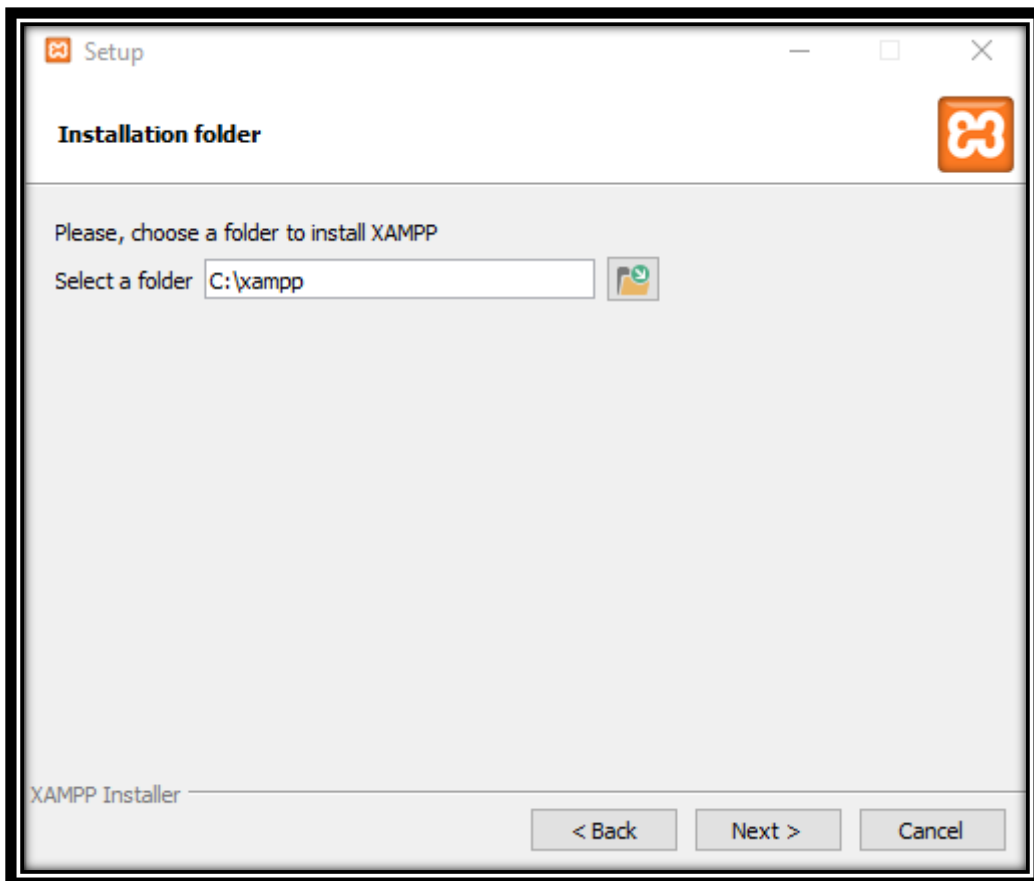 Setup
Installation folder
Please, choose a folder to install XAMPP
Select a folder C:\xampp
XAMPP Installer
< Back Next > Cancel